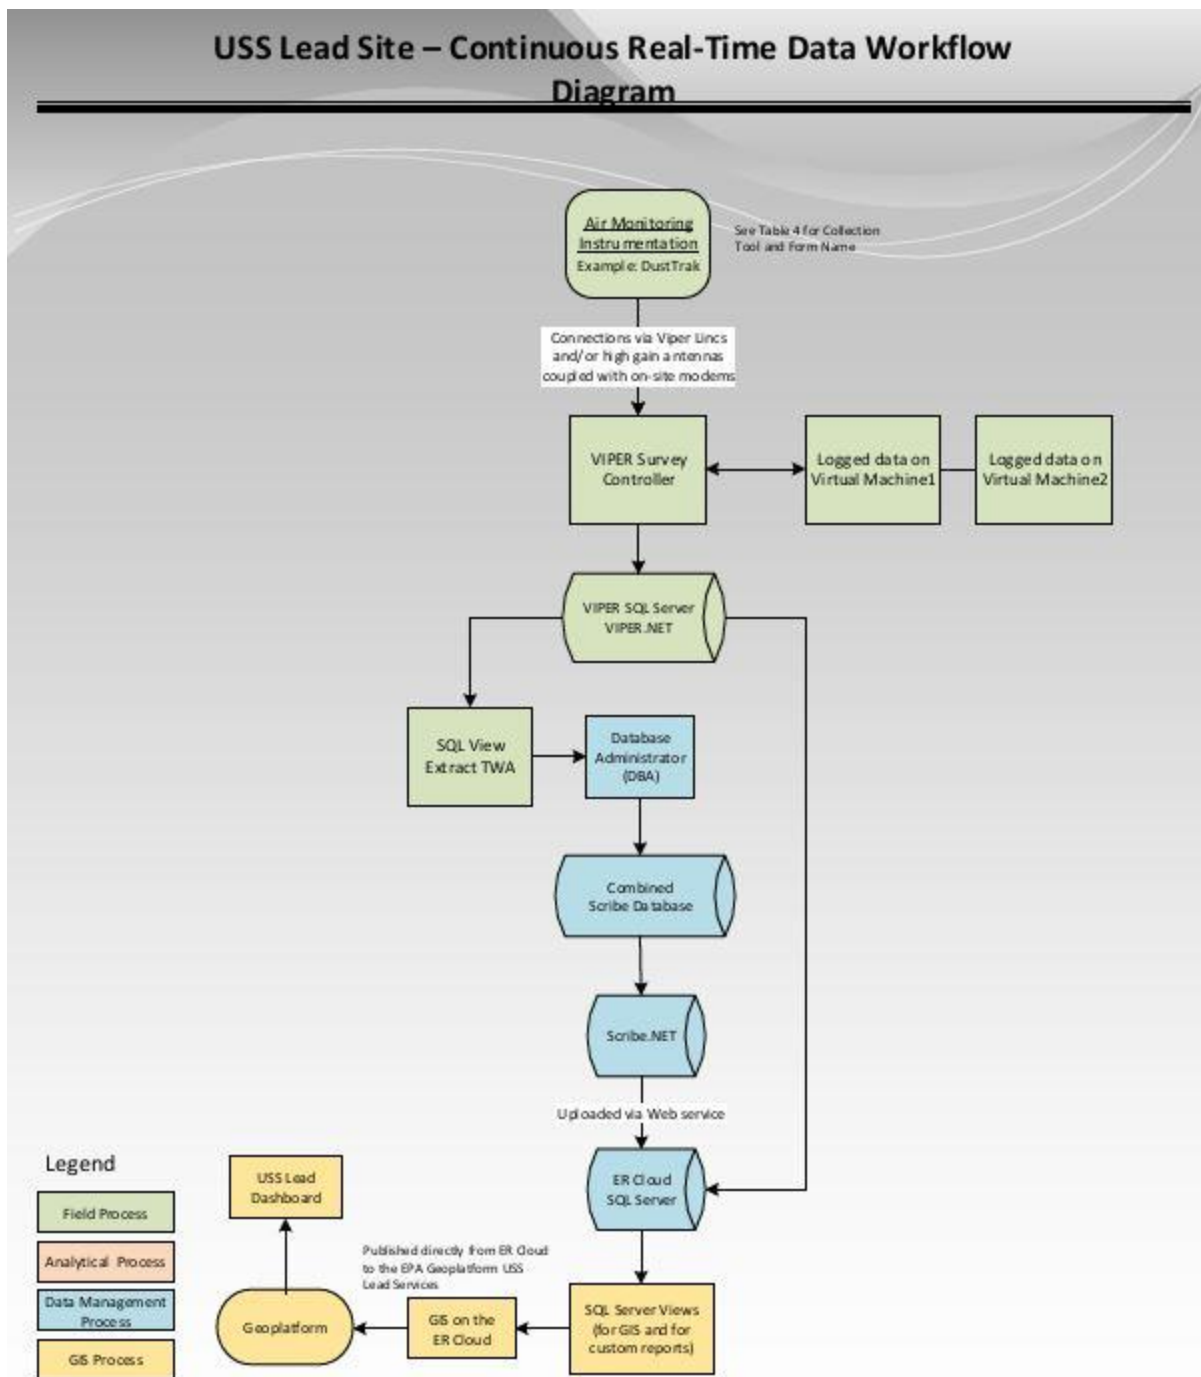 USS Lead Site – Continuous Real-Time Data Workflow
Diagram
Air Monitoring
Instrumentation
Example: DustTrak
See Table 4 for Collection
Tool and Form Name
Connections via Viper Lincs
and/or high gain antennas
coupled with on-site modems
VIPER Survey
Controller
Logged data on
Virtual Machine1
Logged data on
Virtual Machine2
VIPER SQL Server
VIPER.NET
SQL View
Extract TWA
Database
Administrator
(DBA)
Combined
Scribe Database
Scribe.NET
Uploaded via Web service
ER Cloud
SQL Server
Legend
Field Process
Analytical Process
Data Management
Process
GIS Process
USS Lead
Dashboard
Published directly from ER Cloud
to the EPA Geoplatform USS
Lead Services
Geoplatform
GIS on the
ER Cloud
SQL Server Views
(for GIS and for
custom reports)